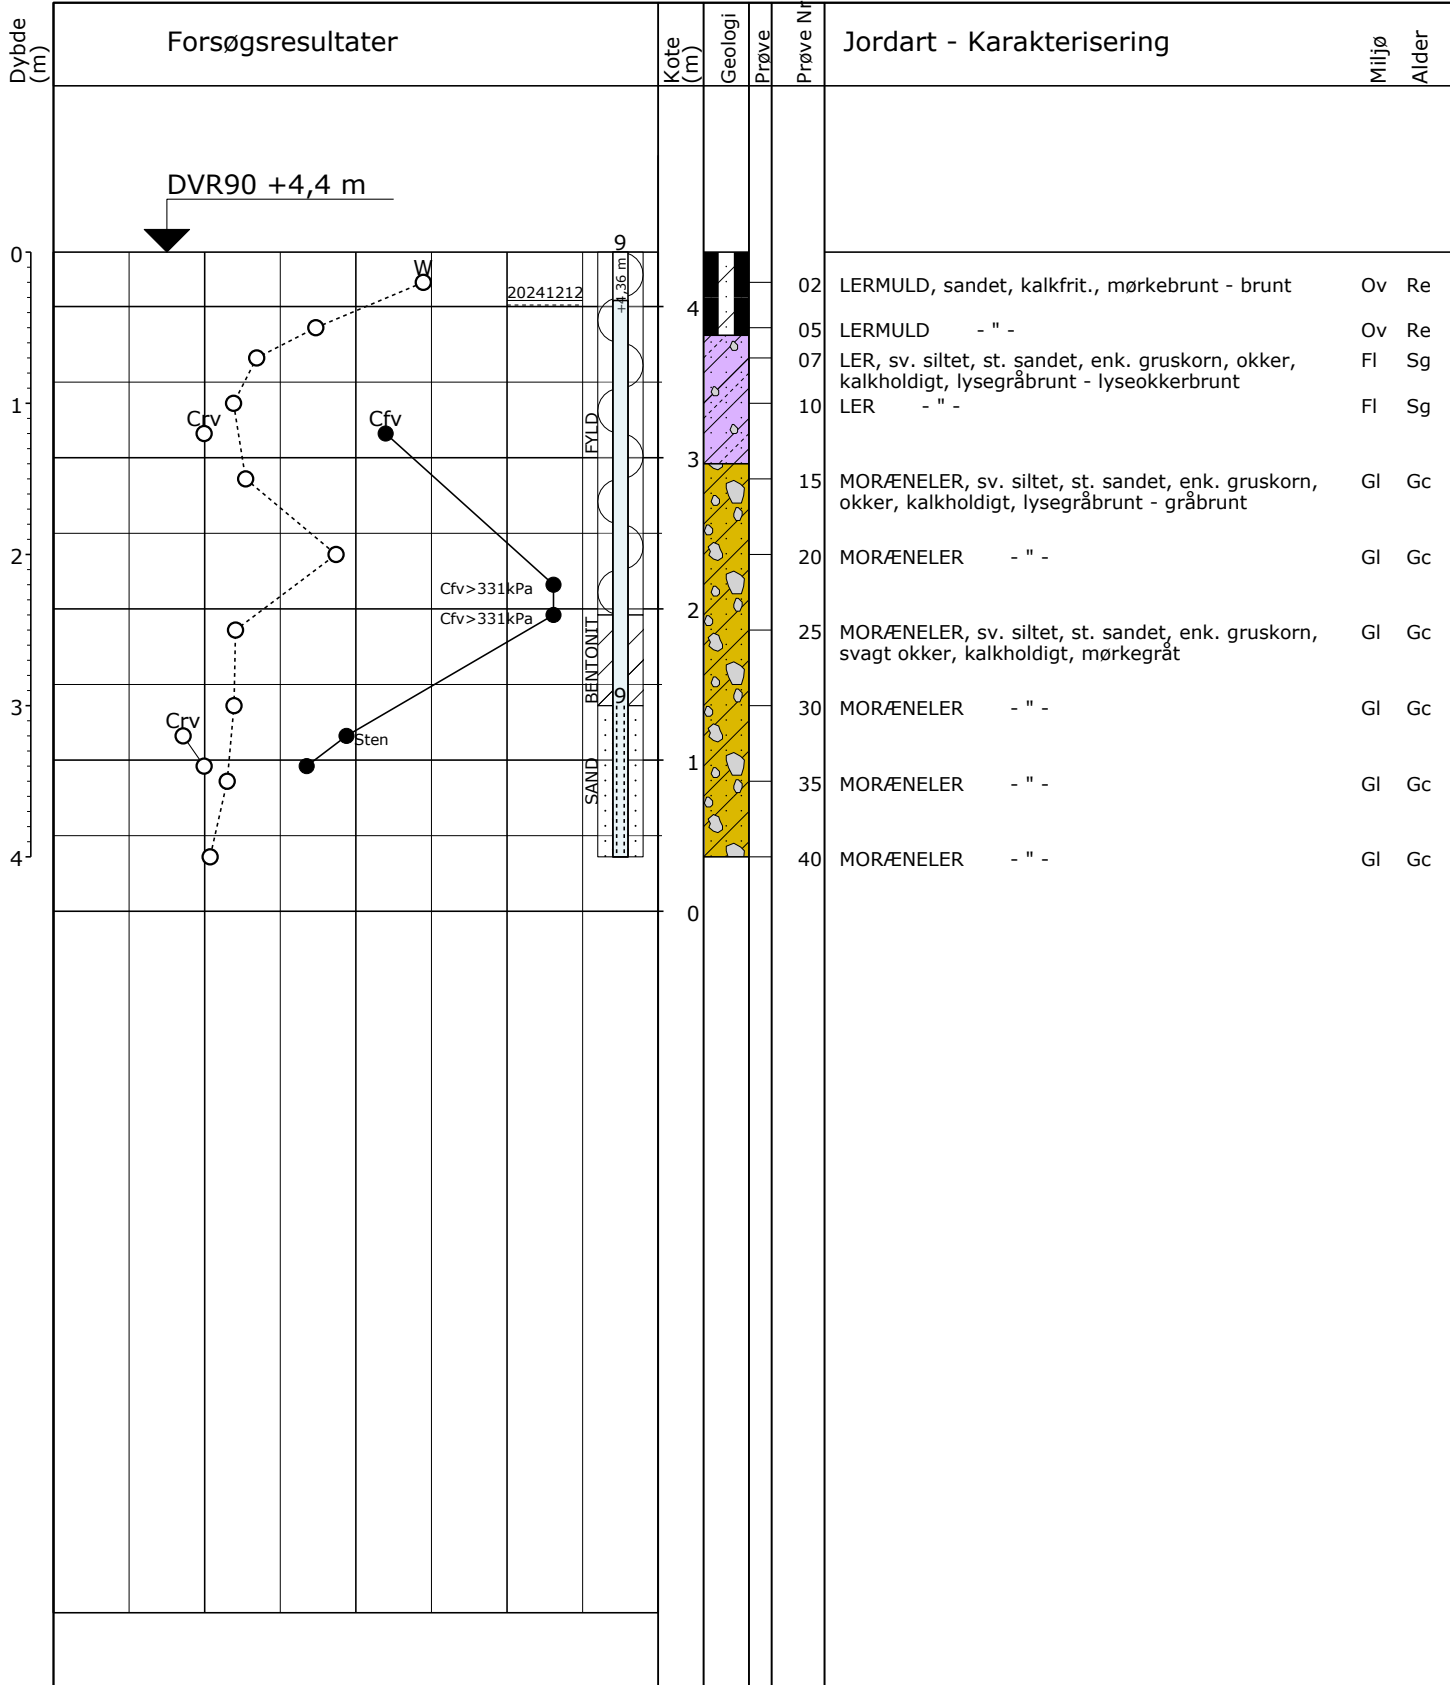 Dybde (m)
Forsøgsresultater
Kote (m)
Geologi
Prøve
Prøve Nr
Jordart - Karakterisering
Miljø
Alder
DVR90 +4,4 m
0
9
W
+4,36 m
20241212
4
02 LERMULD, sandet, kalkfrit., mørkebrunt - brunt Ov Re
05 LERMULD - " - Ov Re
07 LER, sv. siltet, st. sandet, enk. gruskorn, okker, Fl Sg
kalkholdigt, lysegråbrunt - lyseokkerbrunt
1
10 LER - " - Fl Sg
Crv
Cfv
FYLD
3
15 MORÆNELER, sv. siltet, st. sandet, enk. gruskorn, Gl Gc
okker, kalkholdigt, lysegråbrunt - gråbrunt
2
20 MORÆNELER - " - Gl Gc
Cfv>331kPa
Cfv>331kPa
2
BENTONIT
25 MORÆNELER, sv. siltet, st. sandet, enk. gruskorn, Gl Gc
svagt okker, kalkholdigt, mørkegråt
9
3
30 MORÆNELER - " - Gl Gc
Crv
Sten
1
SAND
35 MORÆNELER - " - Gl Gc
4
40 MORÆNELER - " - Gl Gc
0